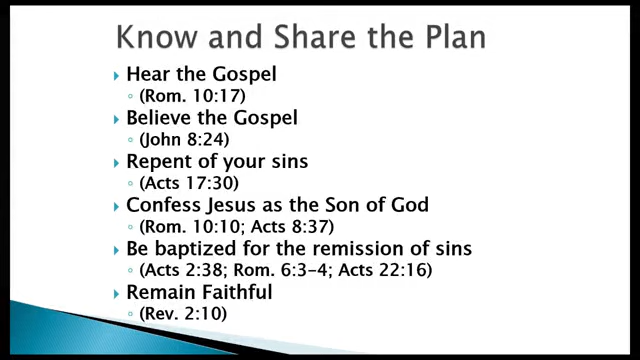 Know and Share the Plan
Hear the Gospel
(Rom. 10:17)
Believe the Gospel
(John 8:24)
Repent of your sins
(Acts 17:30)
Confess Jesus as the Son of God
(Rom. 10:10; Acts 8:37)
Be baptized for the remission of sins
(Acts 2:38; Rom. 6:3-4; Acts 22:16)
Remain Faithful
(Rev. 2:10)